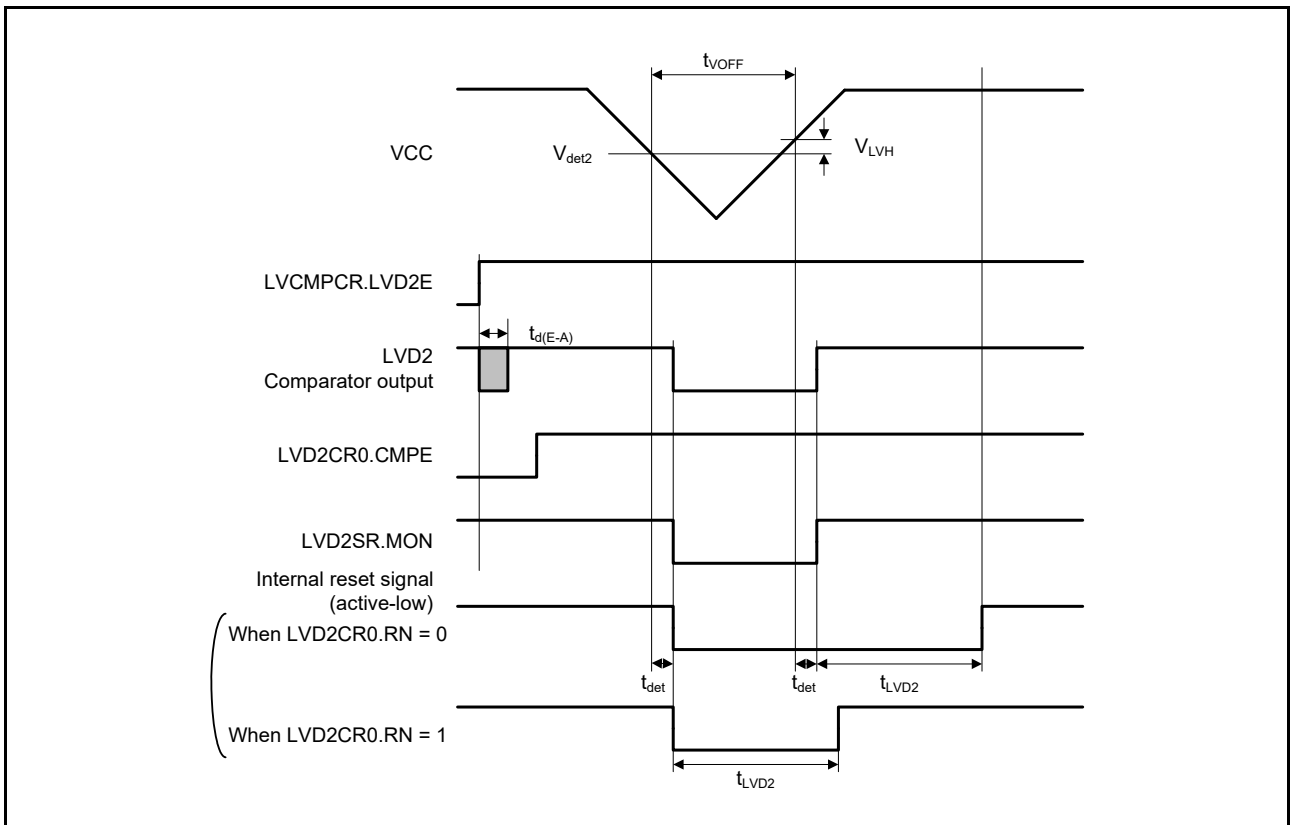 tVOFF
VCC
Vdet2
VLVH
LVCMPCR.LVD2E
td(E-A)
LVD2
Comparator output
LVD2CR0.CMPE
LVD2SR.MON
Internal reset signal
(active-low)
When LVD2CR0.RN = 0
tdet
tdet
tLVD2
When LVD2CR0.RN = 1
tLVD2